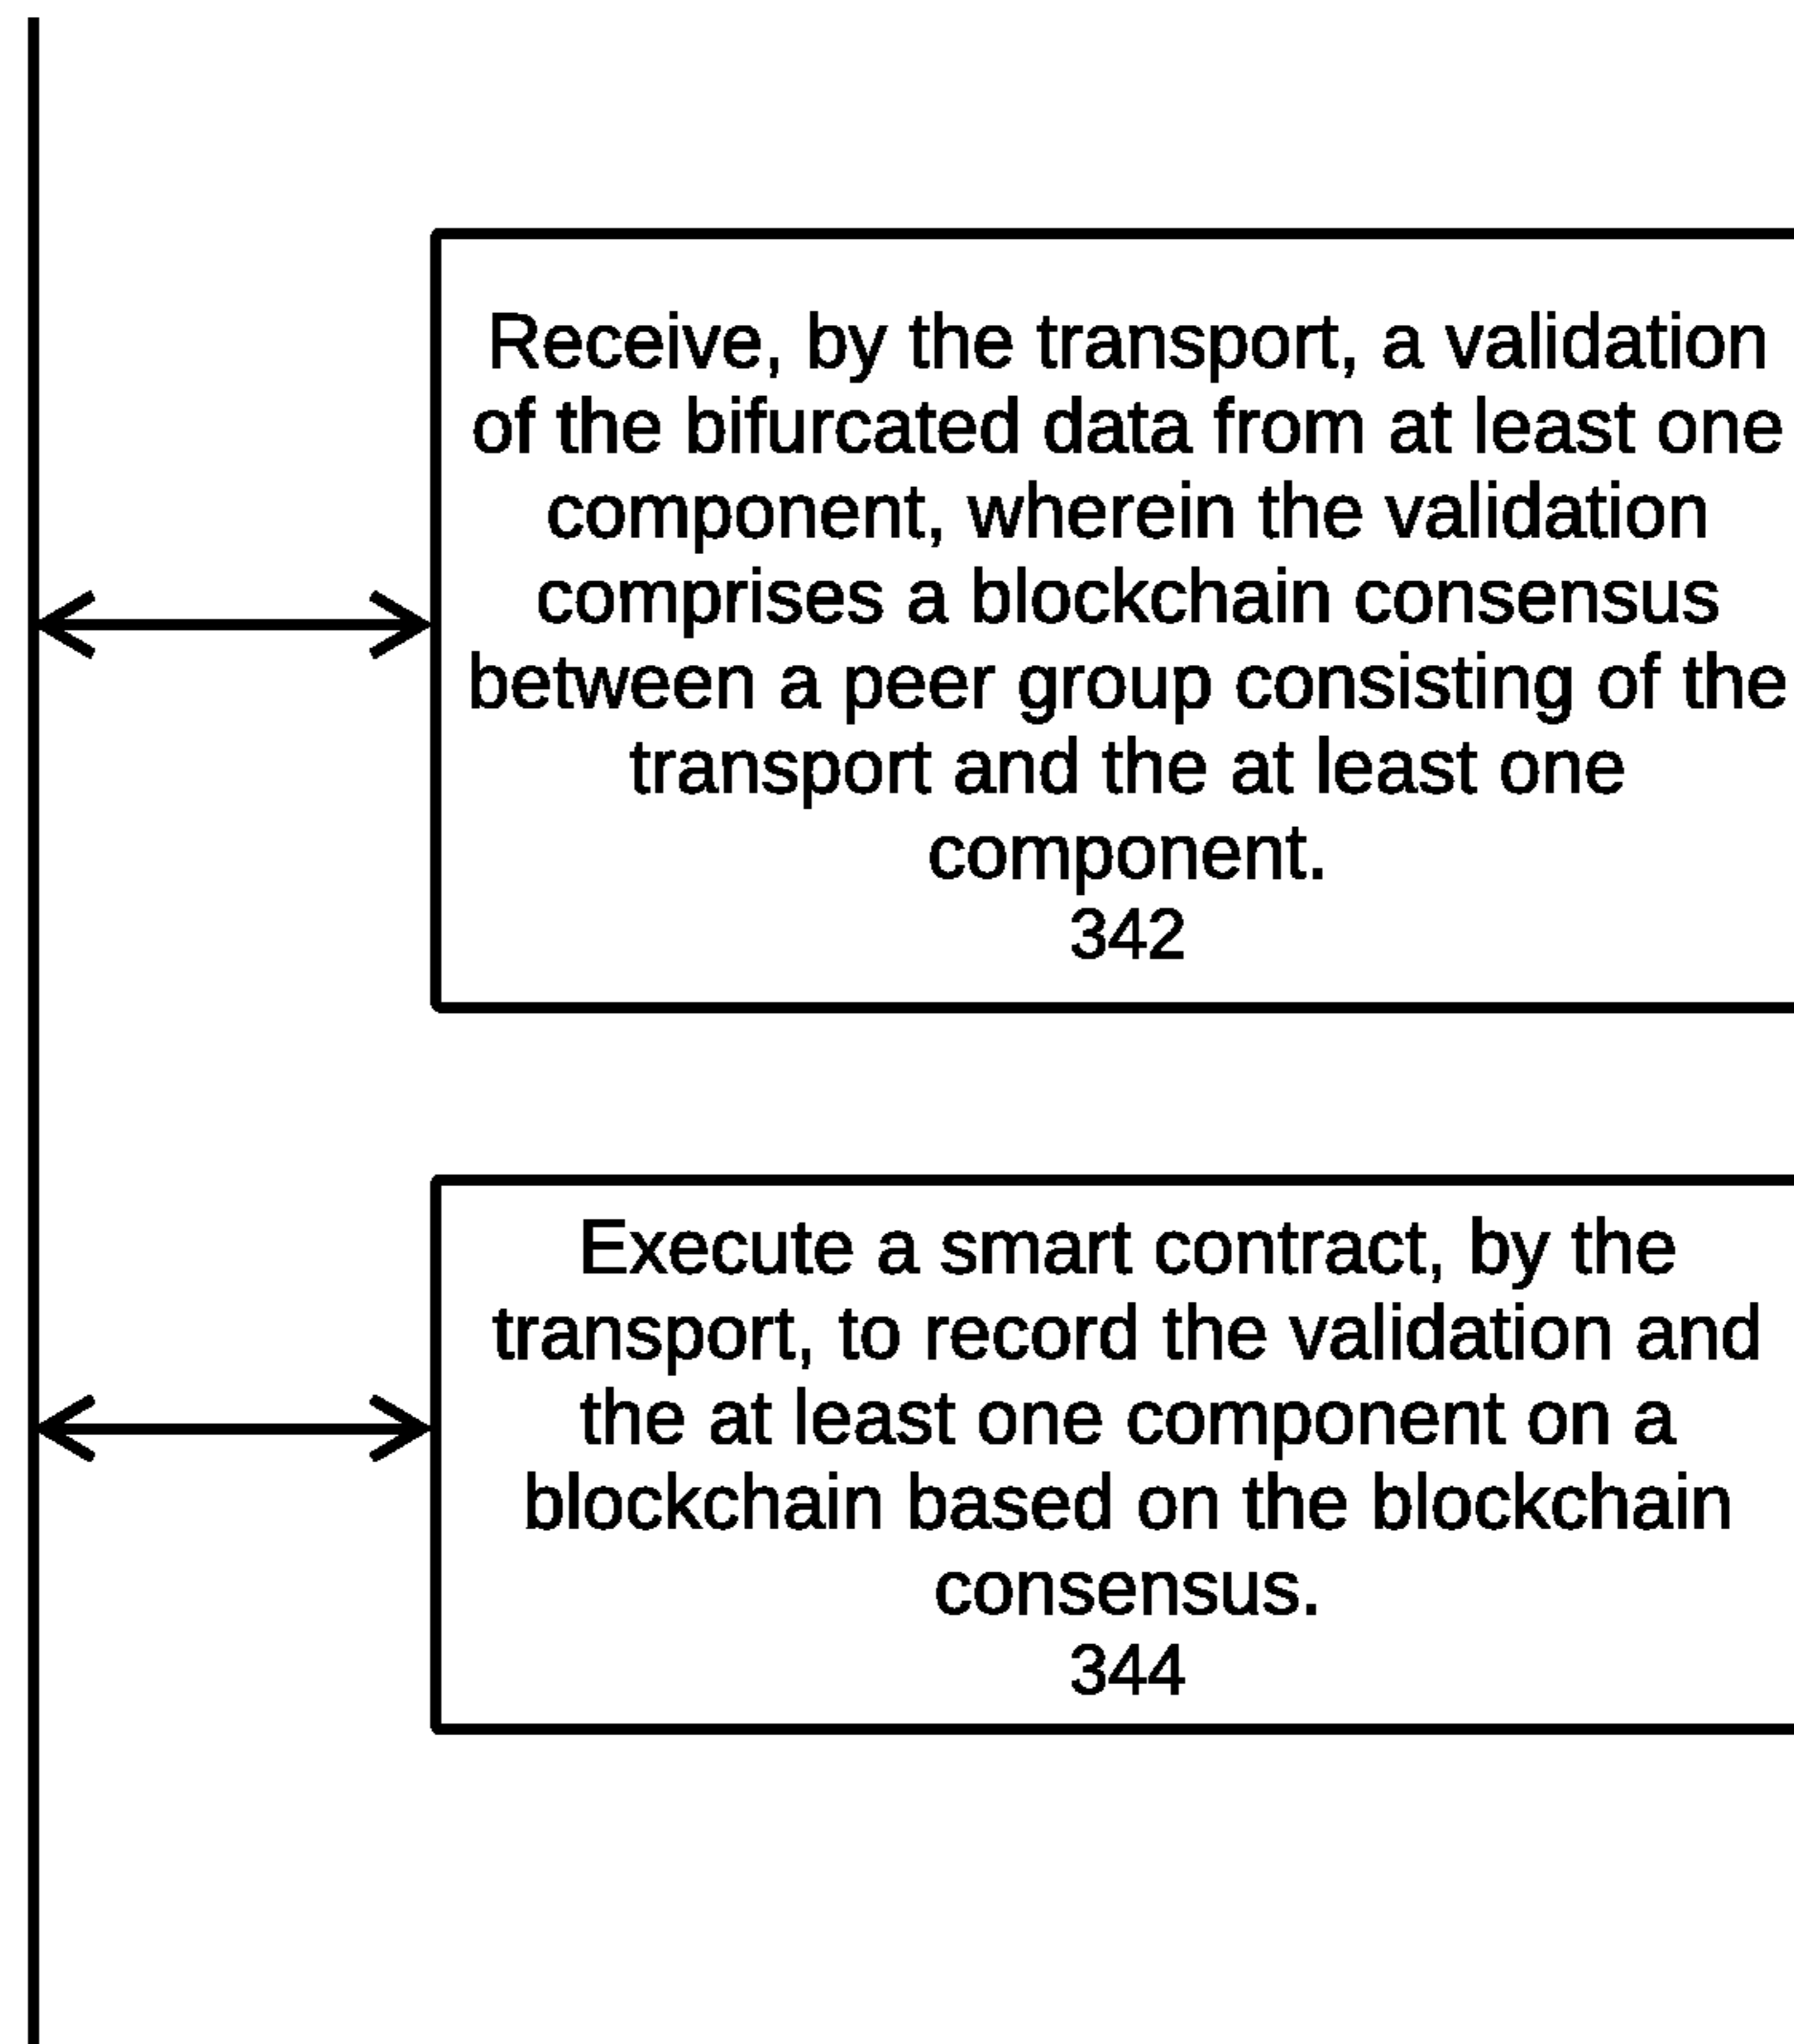 Receive, by the transport, a validation
of the bifurcated data from at least one
component, wherein the validation
comprises a blockchain consensus
between a peer group consisting of the
transport and the at least one
component.
342
Execute a smart contract, by the
transport, to record the validation and
the at least one component on a
blockchain based on the blockchain
consensus.
344